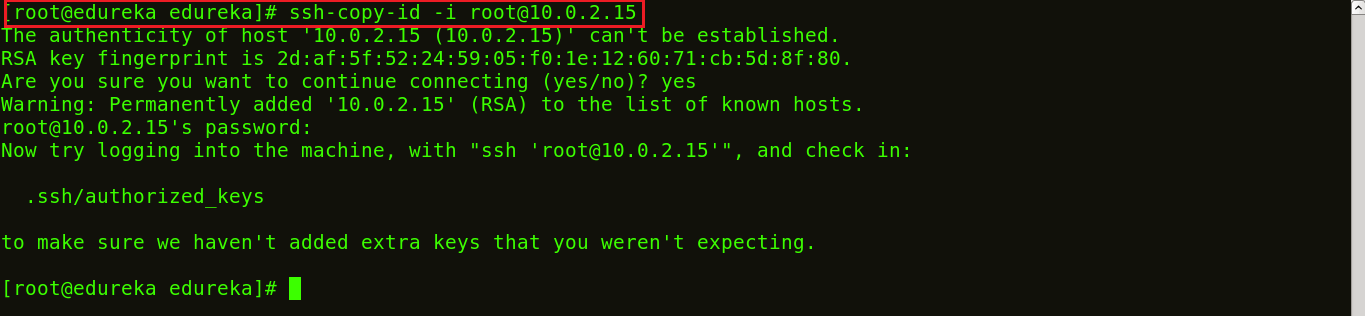 [root@edureka edureka]# ssh-copy-id -i root@10.0.2.15
The authenticity of host '10.0.2.15 (10.0.2.15)' can't be established.
RSA key fingerprint is 2d:af:5f:52:24:59:05:f0:1e:12:60:71:cb:5d:8f:80.
Are you sure you want to continue connecting (yes/no)? yes
Warning: Permanently added '10.0.2.15' (RSA) to the list of known hosts.
root@10.0.2.15's password:
Now try logging into the machine, with "ssh 'root@10.0.2.15'", and check in:
.ssh/authorized_keys
to make sure we haven't added extra keys that you weren't expecting.
[root@edureka edureka]#